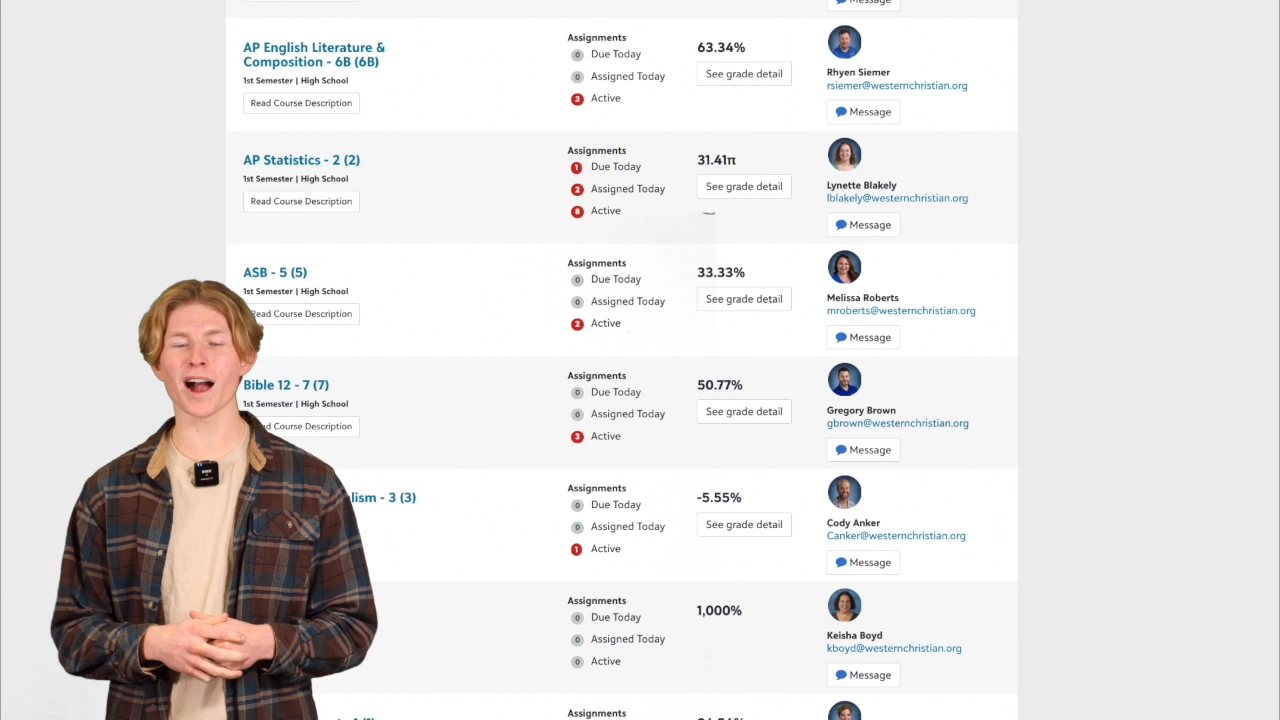 Message
AP English Literature &
Composition - 6B (6B)
1st Semester | High School
Read Course Description
Assignments
0 Due Today
0 Assigned Today
3 Active
63.34%
See grade detail
Rhyen Siemer
rsiemer@westernchristian.org
Message
AP Statistics - 2 (2)
1st Semester | High School
Read Course Description
Assignments
1 Due Today
2 Assigned Today
8 Active
31.41π
See grade detail
Lynette Blakely
lblakely@westernchristian.org
Message
ASB - 5 (5)
1st Semester | High School
Read Course Description
Assignments
0 Due Today
0 Assigned Today
2 Active
33.33%
See grade detail
Melissa Roberts
mroberts@westernchristian.org
Message
Bible 12 - 7 (7)
1st Semester | High School
Course Description
Assignments
0 Due Today
0 Assigned Today
3 Active
50.77%
See grade detail
Gregory Brown
gbrown@westernchristian.org
Message
lism - 3 (3)
Assignments
0 Due Today
0 Assigned Today
1 Active
-5.55%
See grade detail
Cody Anker
Canker@westernchristian.org
Message
Assignments
0 Due Today
0 Assigned Today
0 Active
1,000%
Keisha Boyd
kboyd@westernchristian.org
Message
Assignments